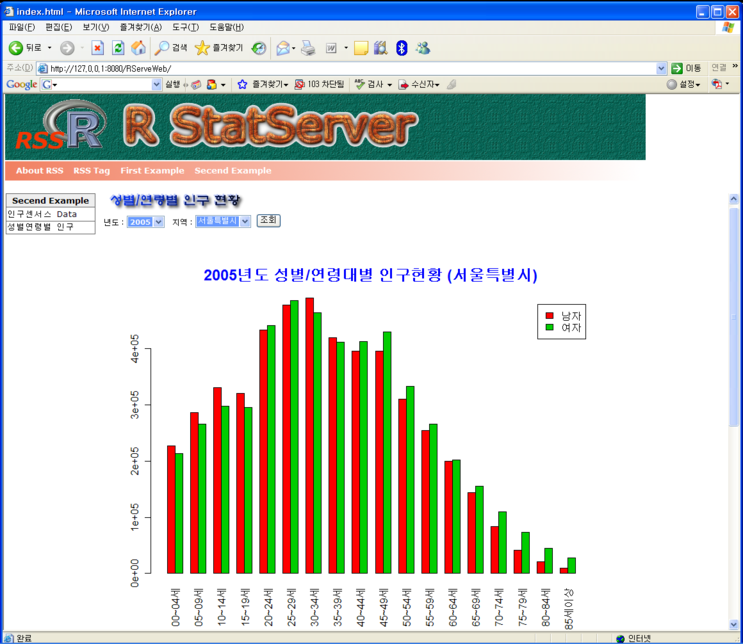 index.html - Microsoft Internet Explorer
파일(F) 편집(E) 보기(V) 즐겨찾기(A) 도구(T) 도움말(H)
뒤로 검색 즐겨찾기
주소(D) http://127.0.0.1:8080/RServeWeb/ 이동 연결 »
Google G 실행 즐겨찾기 103 차단됨 검사 수신자 설정
RSS R R StatServer
About RSS RSS Tag First Example Secend Example
Secend Example
인구센서스 Data
성별연령별 인구
성별/연령별 인구 현황
년도 : 2005 지역 : 서울특별시 조회
2005년도 성별/연령대별 인구현황 (서울특별시)
남자
여자
4e+05
3e+05
2e+05
1e+05
0e+00
00~04세 05~09세 10~14세 15~19세 20~24세 25~29세 30~34세 35~39세 40~44세 45~49세 50~54세 55~59세 60~64세 65~69세 70~74세 75~79세 80~84세 85세이상
완료 인터넷